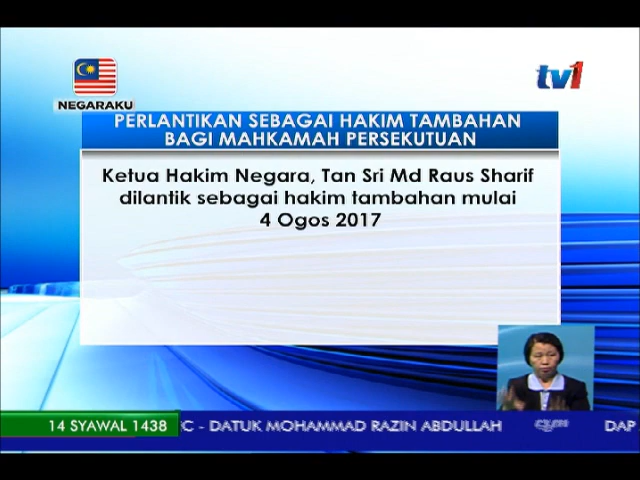 NEGARAKU
tv1
PERLANTIKAN SEBAGAI HAKIM TAMBAHAN
BAGI MAHKAMAH PERSEKUTUAN
Ketua Hakim Negara, Tan Sri Md Raus Sharif
dilantik sebagai hakim tambahan mulai
4 Ogos 2017
14 SYAWAL 1438 PC - DATUK MOHAMMAD RAZIN ABDULLAH DAP